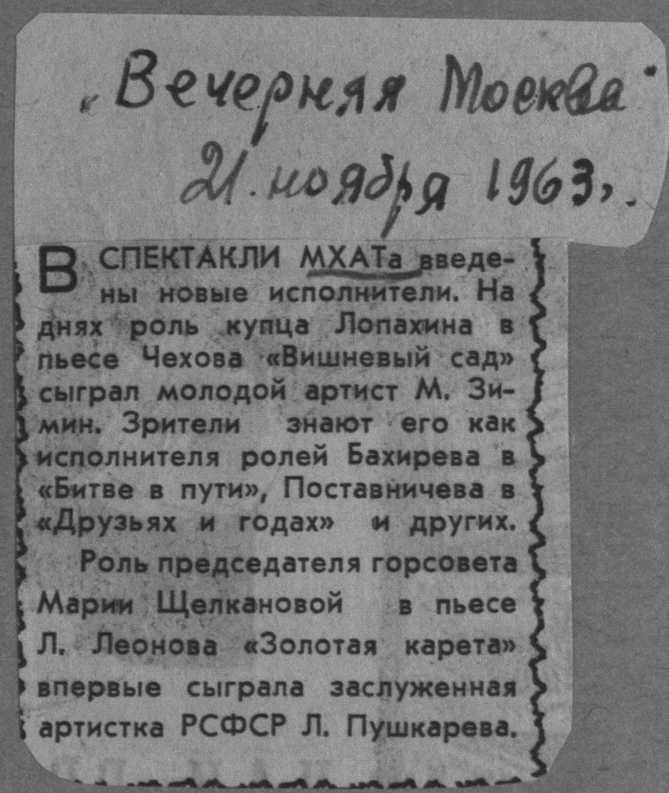 „Вечерняя Москва"
21. ноября 1963г.
В СПЕКТАКЛИ МХАТа введе-
ны новые исполнители. На
днях роль купца Лопахина в
пьесе Чехова «Вишневый сад»
сыграл молодой артист М. Зи-
мин. Зрители знают его как
исполнителя ролей Бахирева в
«Битве в пути», Поставничева в
«Друзьях и годах» и других.
Роль председателя горсовета
Марии Щелкановой в пьесе
Л. Леонова «Золотая карета»
впервые сыграла заслуженная
артистка РСФСР Л. Пушкарева.